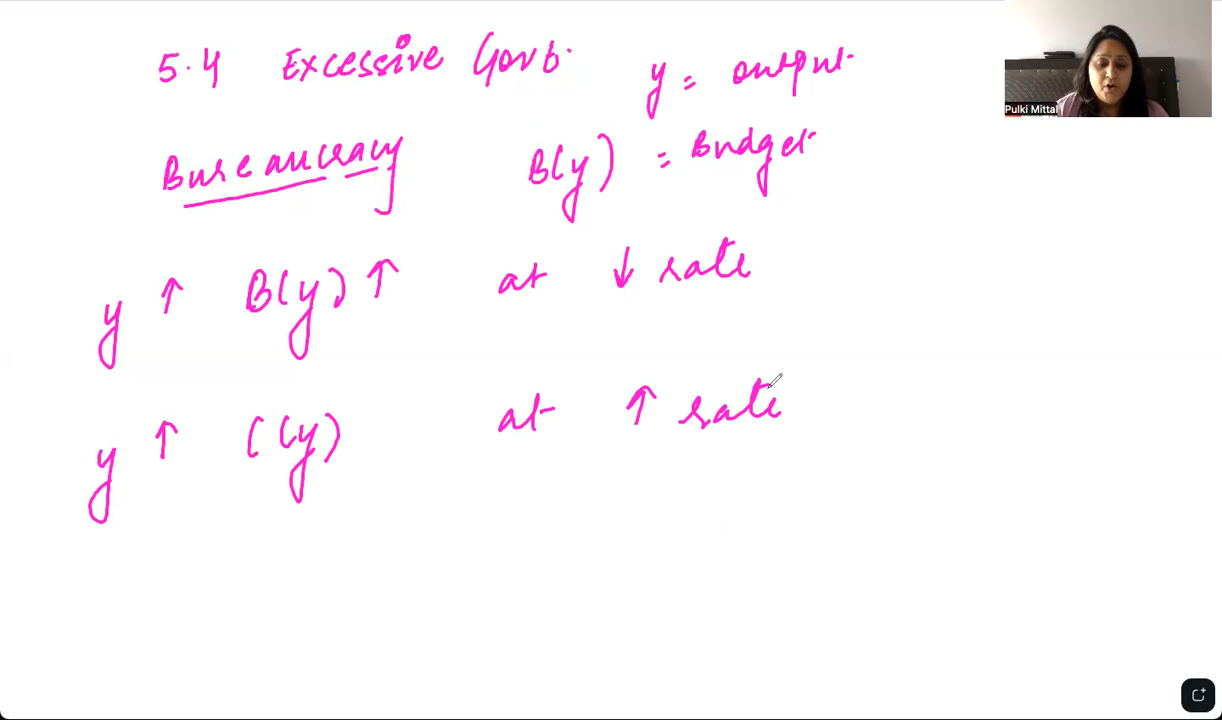 5.4 Excessive Govt.
y = output
Bureaucracy
B(y) = Budget
y ↑ B(y) ↑ at ↓ rate
y ↑ C(y) at ↑ rate
Pulki Mittal